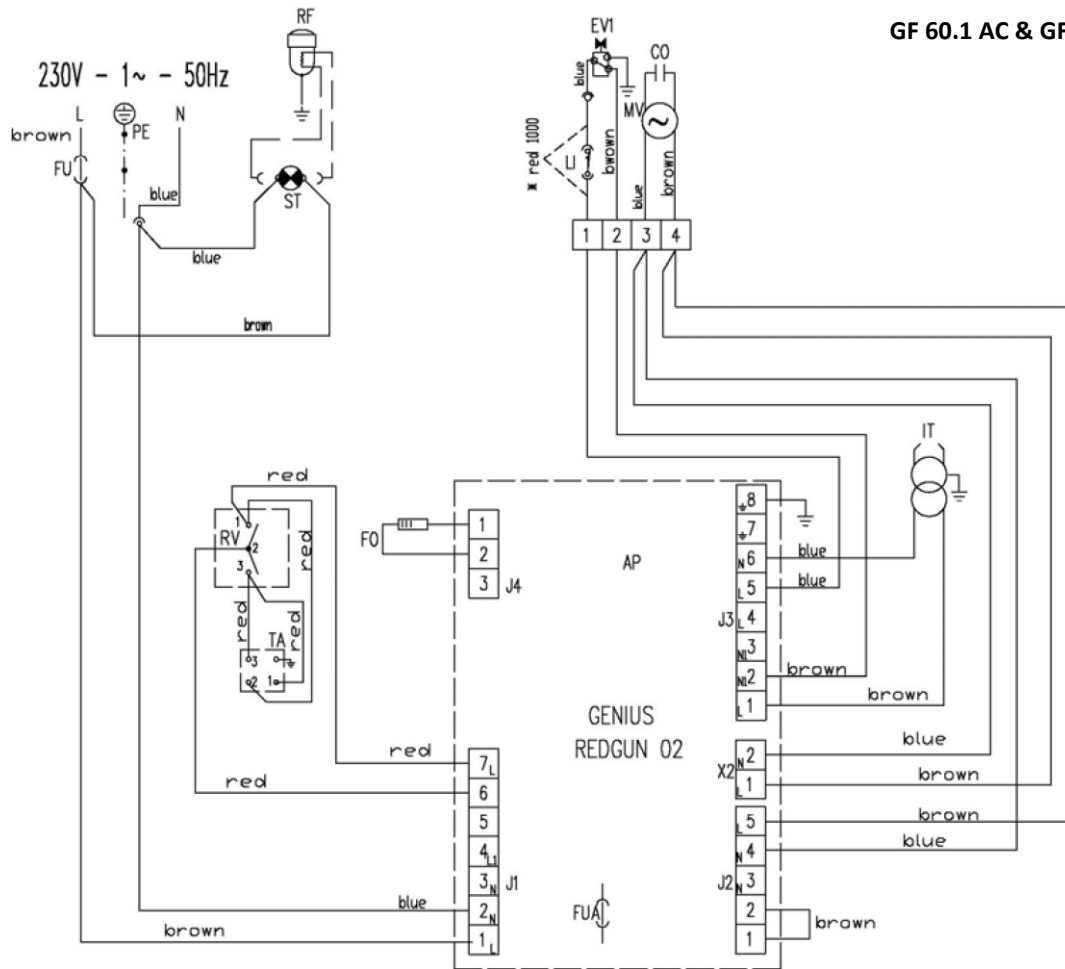 GF 60.1 AC & GF
230V - 1~ - 50Hz
L
PE
N
brown
FU
blue
RF
ST
blue
brown
EV1
CO
blue
MV
* red 1000
LI
bwown
blue
brown
1 2 3 4
IT
red
1
RV
2
3
red
red
red
TA
3
2 1
FO
1
2
3 J4
AP
GENIUS
REDGUN 02
8
7
N 6 blue
L 5 blue
J3 L 4
N1 3
N1 2 brown
L 1 brown
X2 N 2 blue
L 1 brown
L 5 brown
N 4 blue
J2 N 3
2
1
brown
red
7 L
red
6
5
4 L1
3 N J1
blue 2 N
brown 1 L
FUA